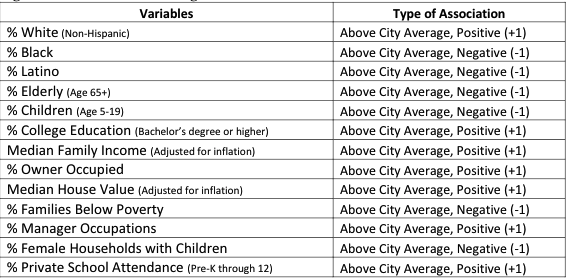 Variables Type of Association
% White (Non-Hispanic) Above City Average, Positive (+1)
% Black Above City Average, Negative (-1)
% Latino Above City Average, Negative (-1)
% Elderly (Age 65+) Above City Average, Negative (-1)
% Children (Age 5-19) Above City Average, Negative (-1)
% College Education (Bachelor's degree or higher) Above City Average, Positive (+1)
Median Family Income (Adjusted for inflation) Above City Average, Positive (+1)
% Owner Occupied Above City Average, Positive (+1)
Median House Value (Adjusted for inflation) Above City Average, Positive (+1)
% Families Below Poverty Above City Average, Negative (-1)
% Manager Occupations Above City Average, Positive (+1)
% Female Households with Children Above City Average, Negative (-1)
% Private School Attendance (Pre-K through 12) Above City Average, Positive (+1)